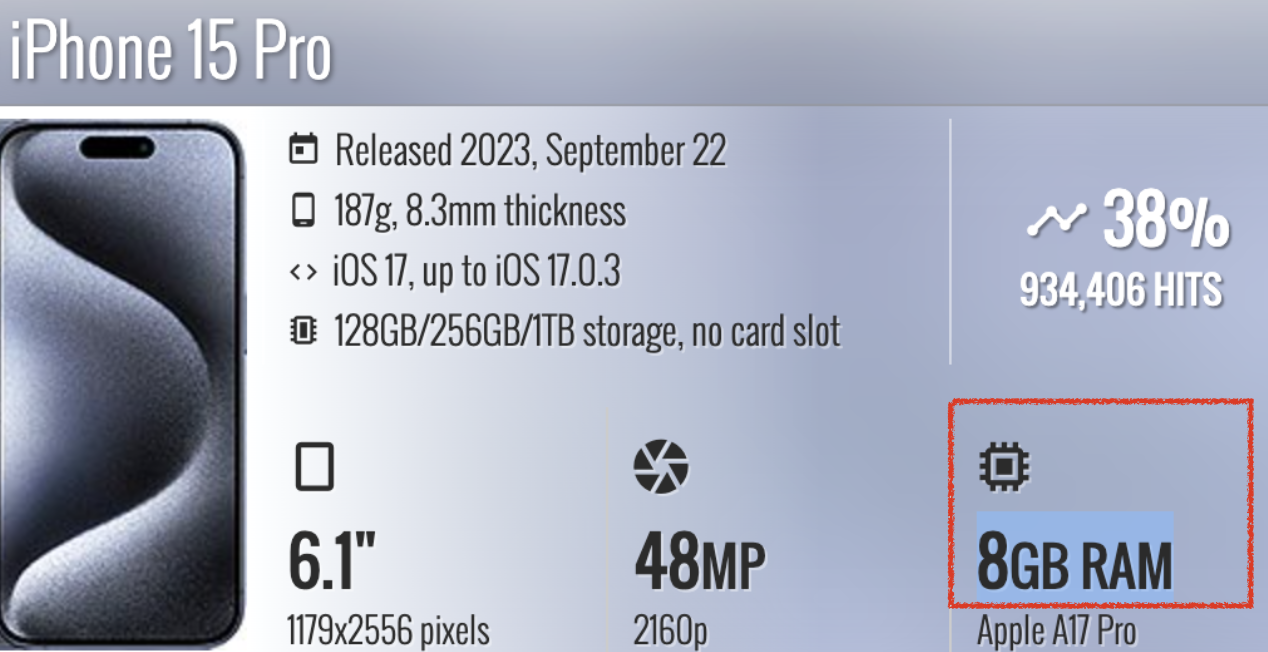 iPhone 15 Pro
Released 2023, September 22
187g, 8.3mm thickness
iOS 17, up to iOS 17.0.3
128GB/256GB/1TB storage, no card slot
38%
934,406 HITS
6.1"
1179x2556 pixels
48MP
2160p
8GB RAM
Apple A17 Pro